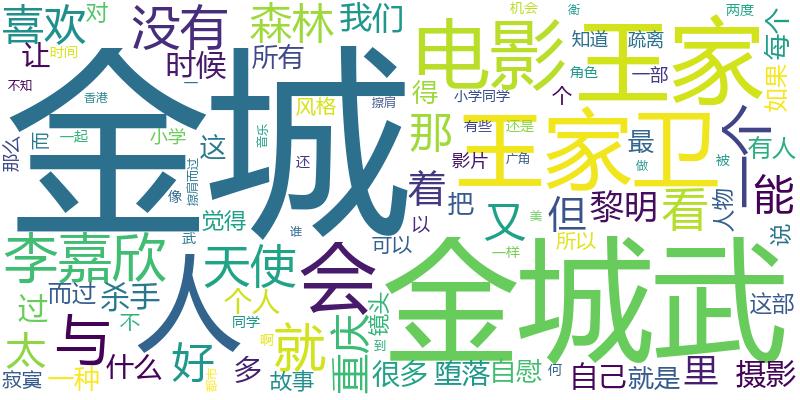 喜欢
对
没有
森林
我们
机会
衛
两度
让
时间
时候
所有
电影
王家
知道
疏离
每个
不知
香港
一
风格
擦肩
得
小学同学
个
角色
一部
如果
金城
那么
而
一起
小学
这
音乐
还
那
有些
还是
王家卫
最
一个
有人
影片
广角
做
被
像
擦肩而过
着
把
又
但
黎明
看
人物
能
觉得
武
谁
以
可以
美
一样
所以
说
李嘉欣
天使
会
金城武
人
而过
杀手
过
个人
不
同学
重庆
镜头
到
这部
太
与
什么
好
就
寂寞
一种
多
故事
很多
堕落
自慰
何
自己
就是
里
摄影